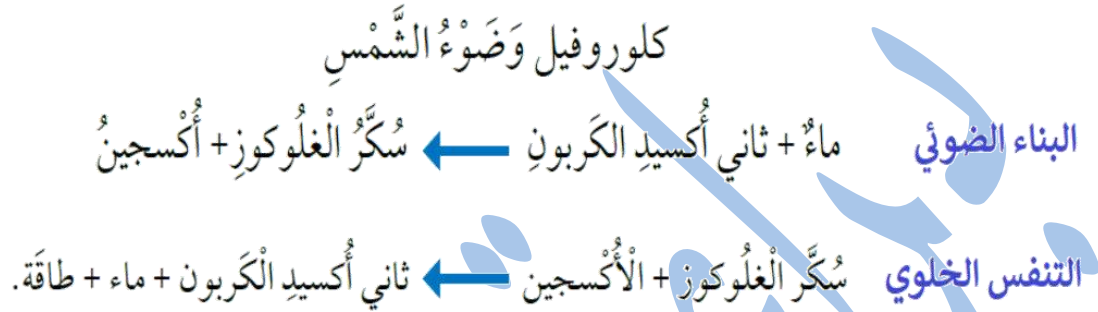 كلوروفيل وَضَوْءُ الشَّمْسِ
البناء الضوئي ماءٌ + ثاني أُكسيدِ الكَربونِ ← سُكَّرُ الْغلُوكوزِ + أُكْسجينُ
التنفس الخلوي سُكَّر الْغلُوكوز + الْأُكْسجين ← ثاني أُكسيدِ الْكَربون + ماء + طاقَة.